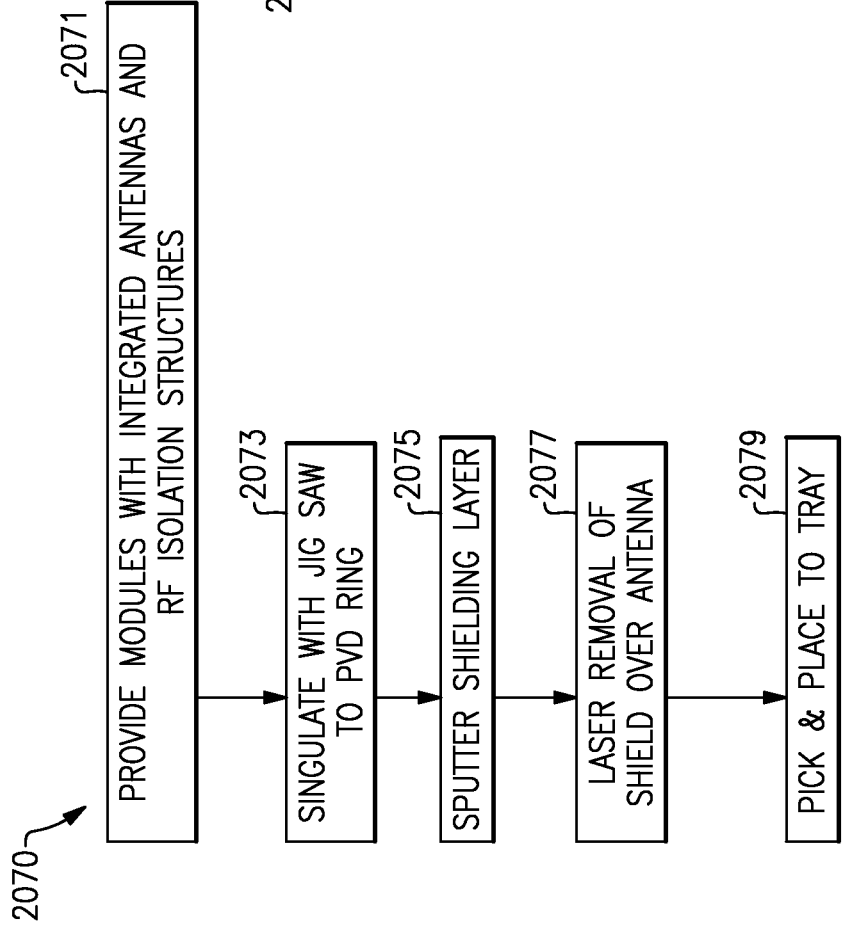 2070
2071
PROVIDE MODULES WITH INTEGRATED ANTENNAS AND
RF ISOLATION STRUCTURES
2073
SINGULATE WITH JIG SAW
TO PVD RING
2075
SPUTTER SHIELDING LAYER
2077
LASER REMOVAL OF
SHIELD OVER ANTENNA
2079
PICK & PLACE TO TRAY
2